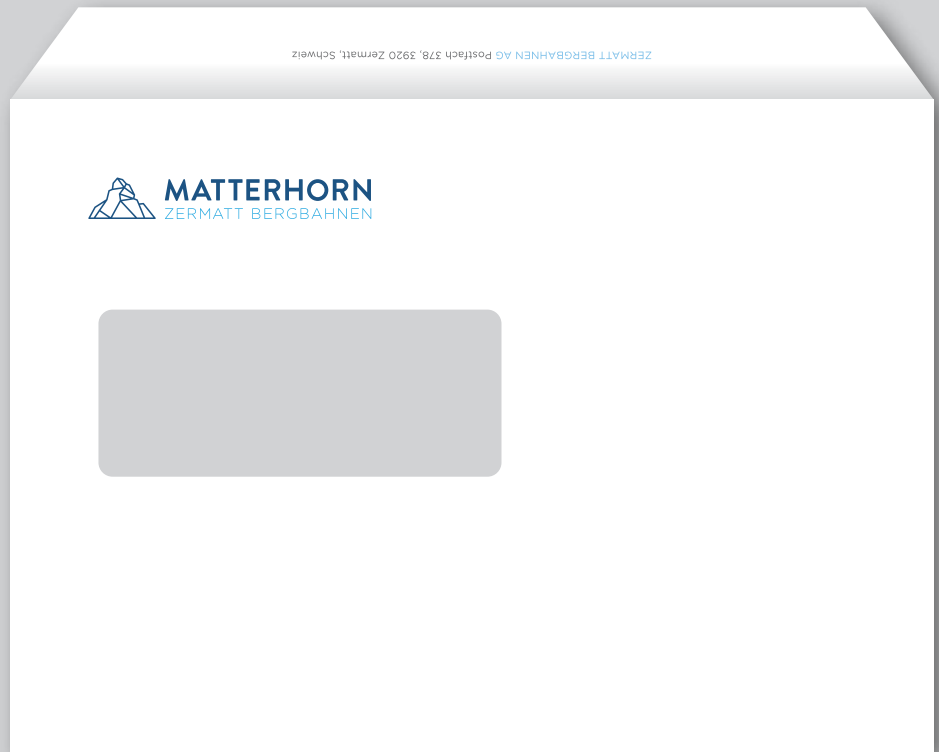 ZERMATT BERGBAHNEN AG Postfach 378, 3920 Zermatt, Schweiz
MATTERHORN
ZERMATT BERGBAHNEN